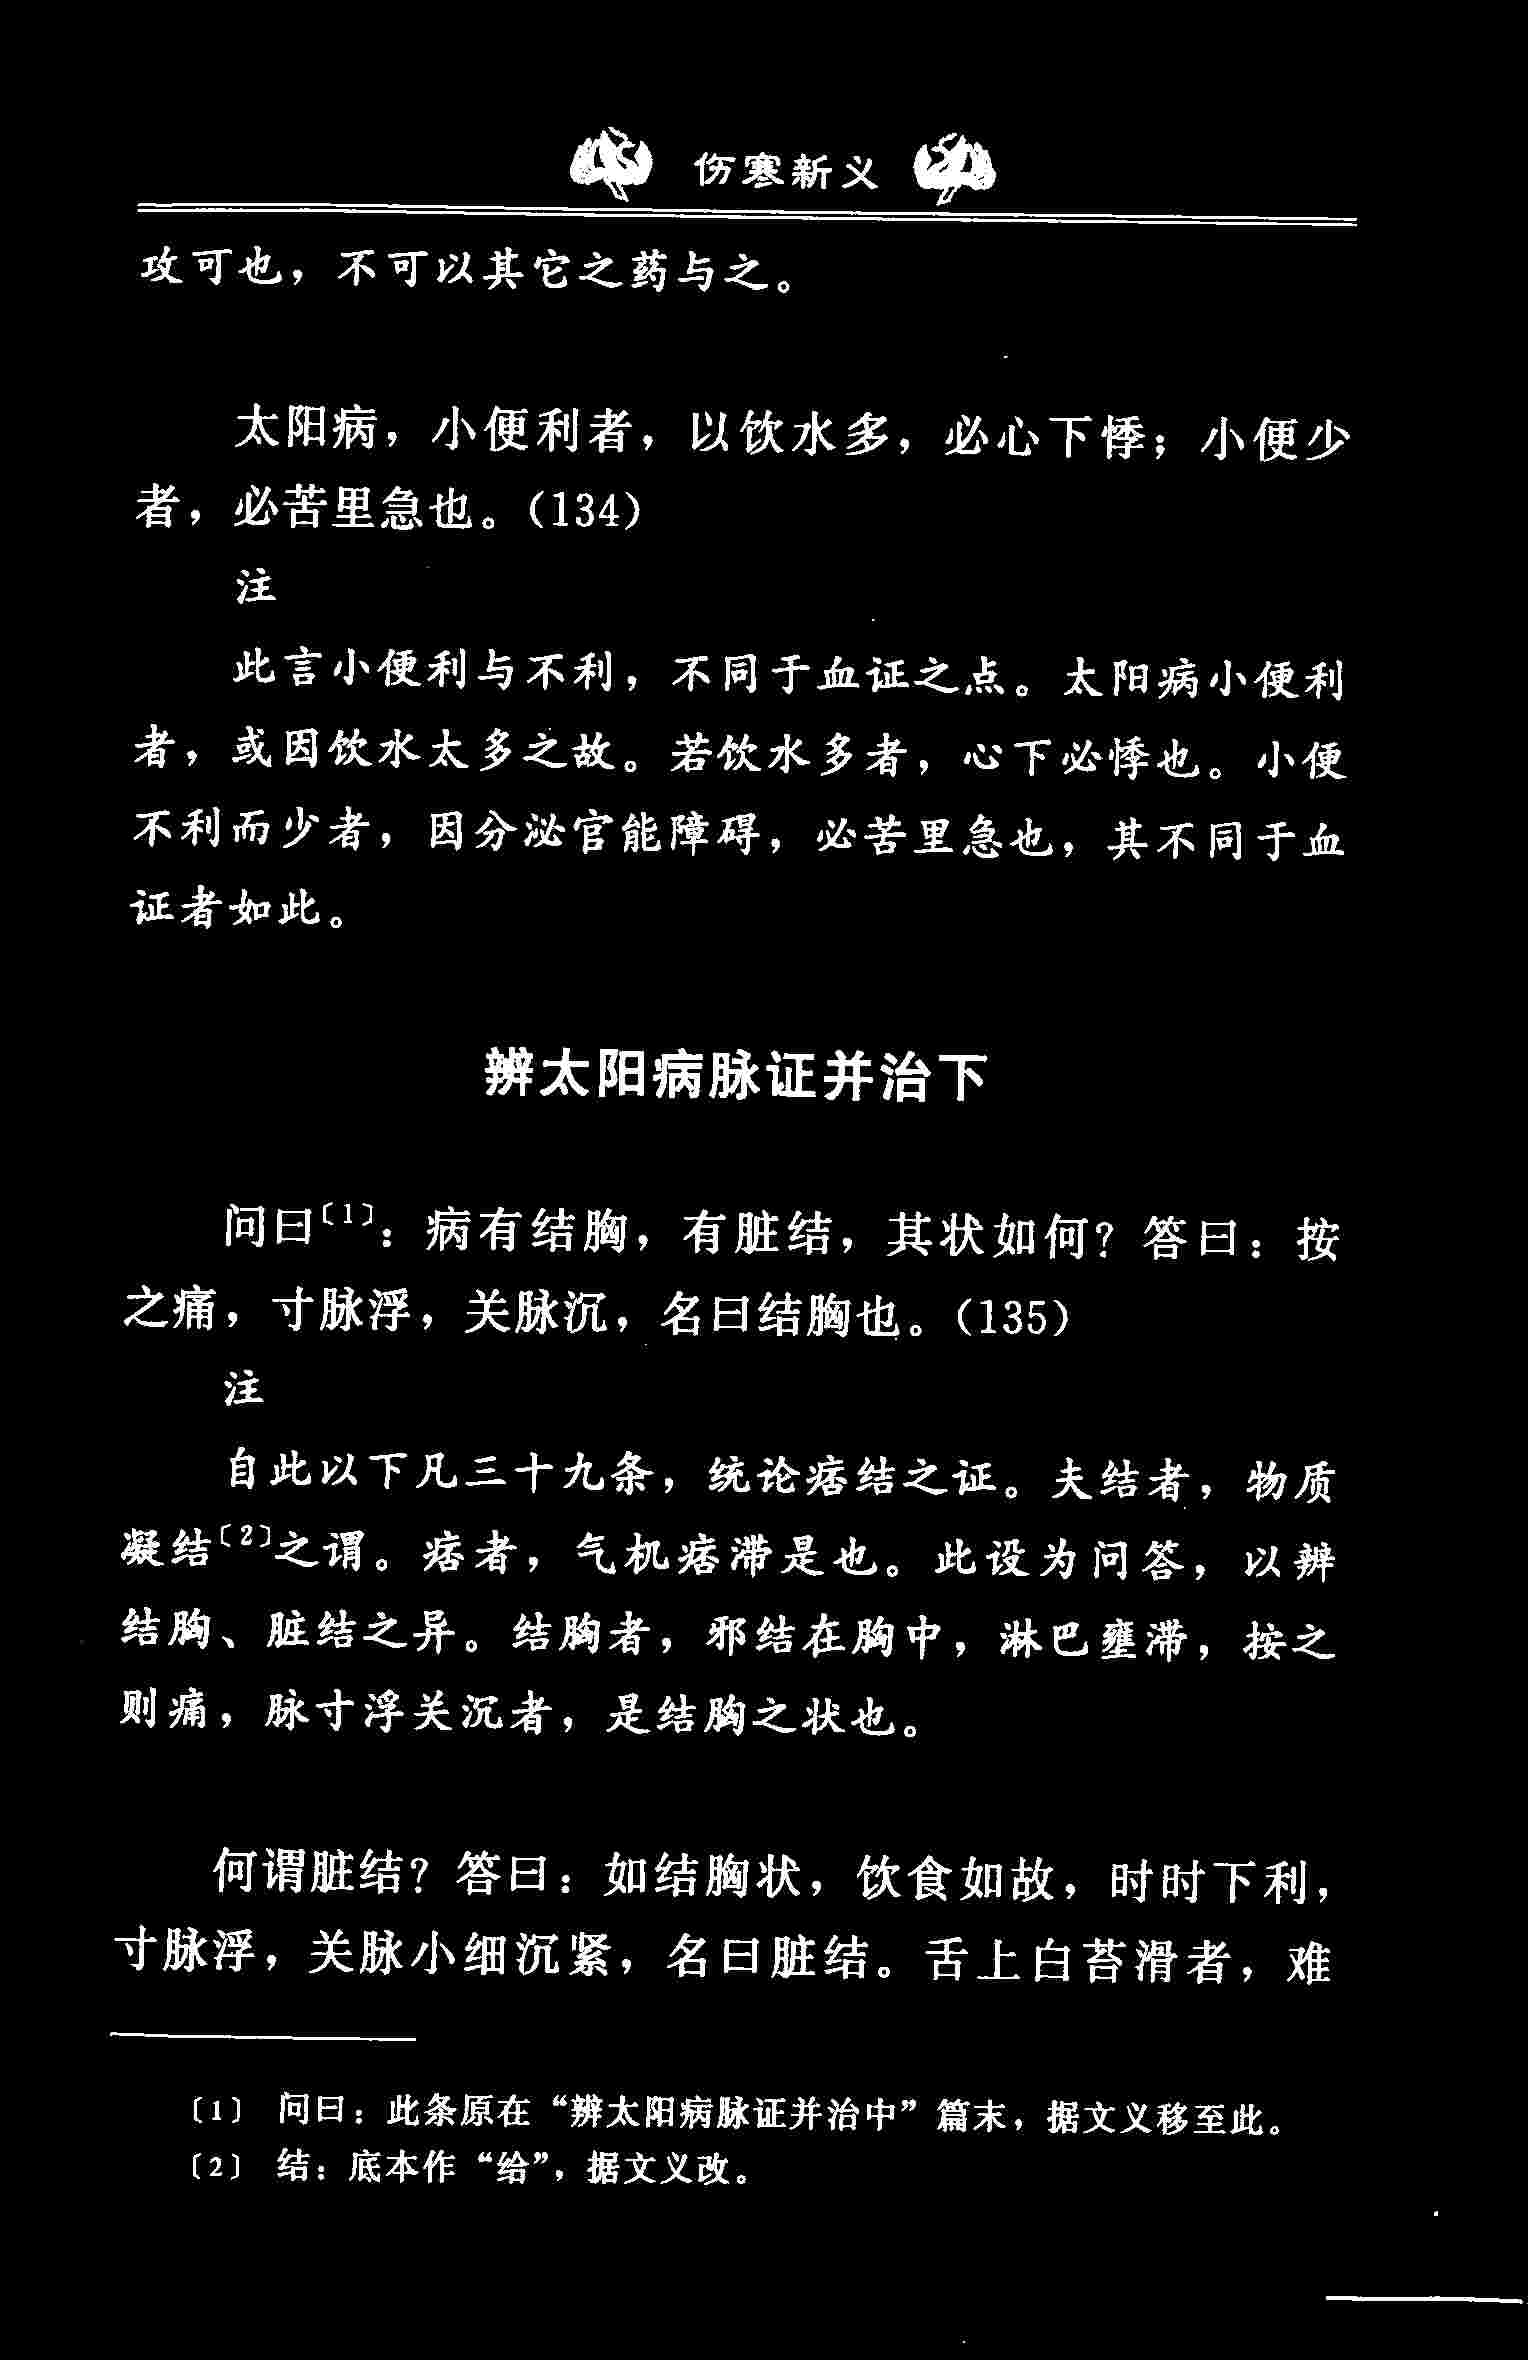 伤寒新义
攻可也，不可以其它之药与之。
太阳病，小便利者，以饮水多，必心下悸；小便少
者，必苦里急也。（134）
注
此言小便利与不利，不同于血证之点。太阳病小便利
者，或因饮水太多之故。若饮水多者，心下必悸也。小便
不利而少者，因分泌官能障碍，必苦里急也，其不同于血
证者如此。
辨太阳病脉证并治下
问曰〔1〕：病有结胸，有脏结，其状如何？答曰：按
之痛，寸脉浮，关脉沉，名曰结胸也。（135）
注
自此以下凡三十九条，统论痞结之证。夫结者，物质
凝结〔2〕之谓。痞者，气机痞滞是也。此设为问答，以辨
结胸、脏结之异。结胸者，邪结在胸中，淋巴壅滞，按之
则痛，脉寸浮关沉者，是结胸之状也。
何谓脏结？答曰：如结胸状，饮食如故，时时下利，
寸脉浮，关脉小细沉紧，名曰脏结。舌上白苔滑者，难
〔1〕 问曰：此条原在“辨太阳病脉证并治中”篇末，据文义移至此。
〔2〕 结：底本作“给”，据文义改。